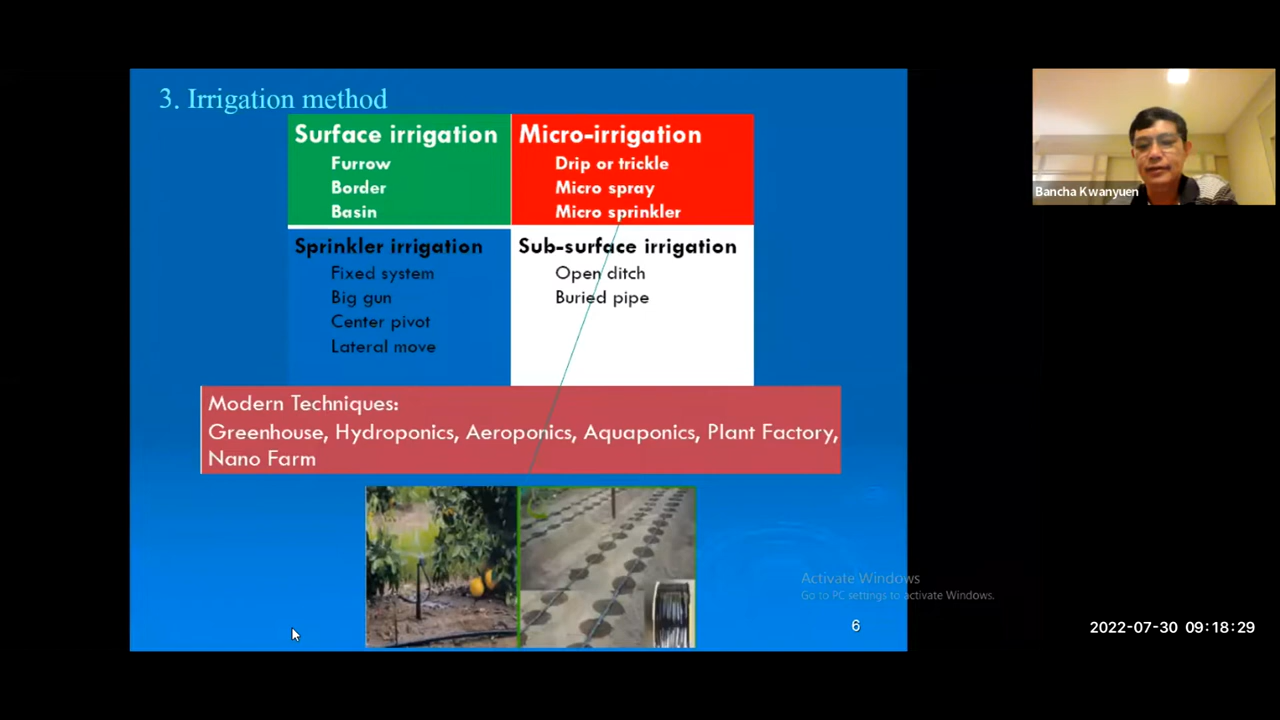 3. Irrigation method
Surface irrigation
Furrow
Border
Basin
Micro-irrigation
Drip or trickle
Micro spray
Micro sprinkler
Sprinkler irrigation
Fixed system
Big gun
Center pivot
Lateral move
Sub-surface irrigation
Open ditch
Buried pipe
Modern Techniques:
Greenhouse, Hydroponics, Aeroponics, Aquaponics, Plant Factory,
Nano Farm
Bancha Kwanyuen
Activate Windows
Go to PC settings to activate Windows.
6
2022-07-30 09:18:29